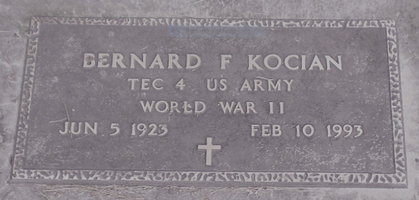 BERNARD F KOCIAN
TEC 4 US ARMY
WORLD WAR II
JUN 5 1923 FEB 10 1993